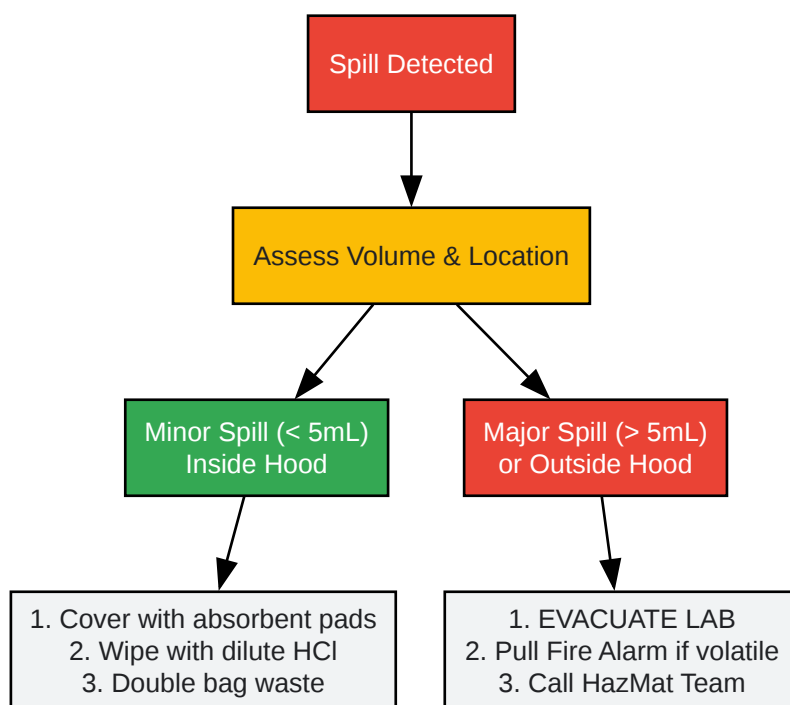 Spill Detected
Assess Volume & Location
Minor Spill (< 5mL)
Inside Hood
Major Spill (> 5mL)
or Outside Hood
1. Cover with absorbent pads
2. Wipe with dilute HCl
3. Double bag waste
1. EVACUATE LAB
2. Pull Fire Alarm if volatile
3. Call HazMat Team